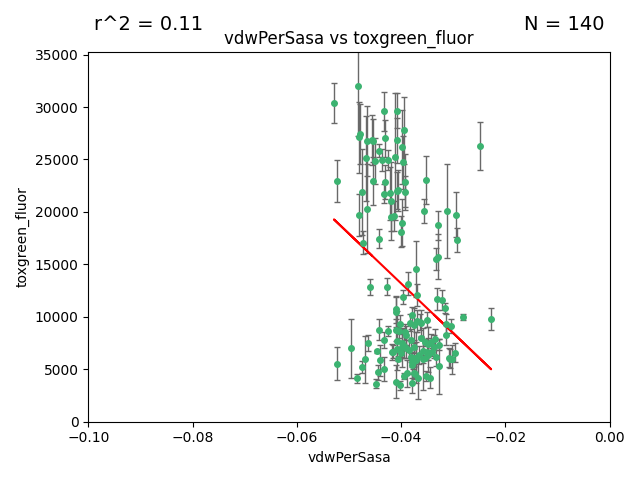 r^2 = 0.11
N = 140
vdwPerSasa vs toxgreen_fluor
35000
30000
25000
20000
15000
10000
5000
0
toxgreen_fluor
−0.10
−0.08
−0.06
−0.04
−0.02
0.00
vdwPerSasa